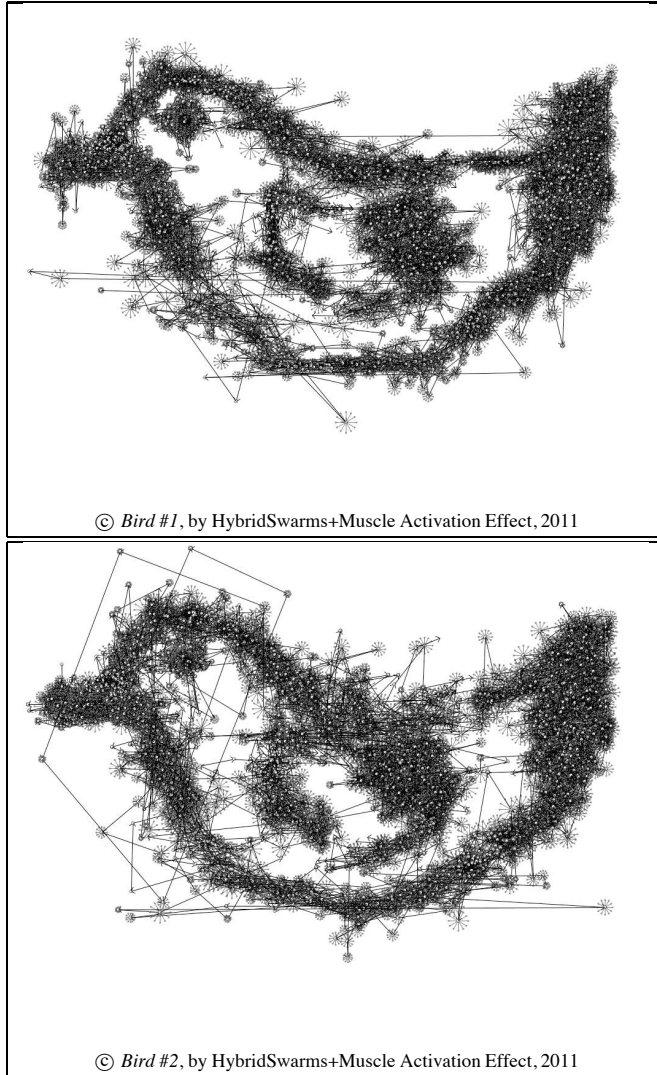 © Bird #1, by HybridSwarms+Muscle Activation Effect, 2011
© Bird #2, by HybridSwarms+Muscle Activation Effect, 2011